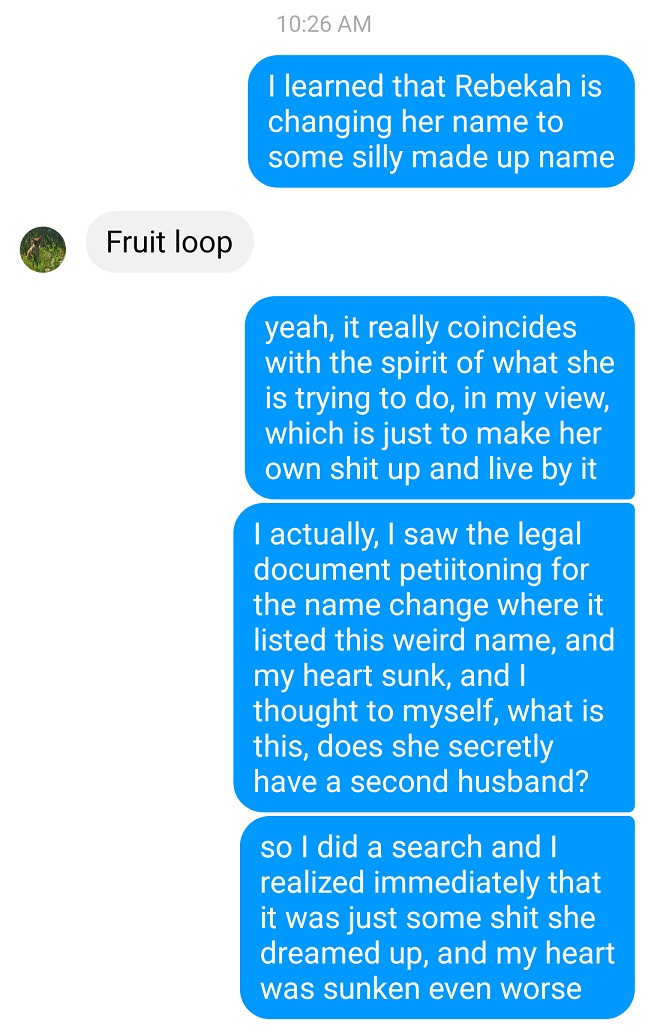 10:26 AM
I learned that Rebekah is
changing her name to
some silly made up name
Fruit loop
yeah, it really coincides
with the spirit of what she
is trying to do, in my view,
which is just to make her
own shit up and live by it
I actually, I saw the legal
document petiitoning for
the name change where it
listed this weird name, and
my heart sunk, and I
thought to myself, what is
this, does she secretly
have a second husband?
so I did a search and I
realized immediately that
it was just some shit she
dreamed up, and my heart
was sunken even worse